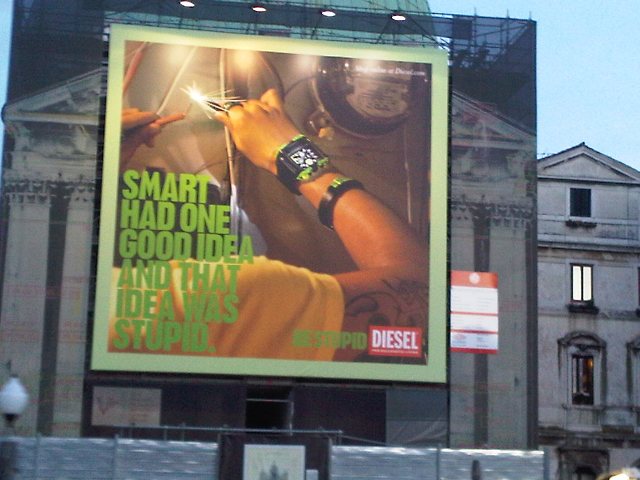 SMART
HAD ONE
GOOD IDEA
AND THAT
IDEA WAS
STUPID.
BE STUPID
DIESEL